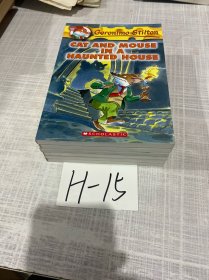 Geronimo Stilton
CAT AND MOUSE
IN A
HAUNTED HOUSE
SCHOLASTIC
H-15